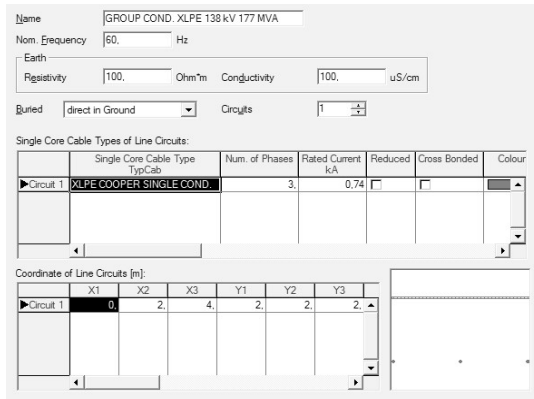 Name GROUP COND. XLPE 138 kV 177 MVA
Nom. Frequency 60, Hz
Earth
Resistivity 100, Ohm*m Conductivity 100, uS/cm
Buried direct in Ground Circuits 1
Single Core Cable Types of Line Circuits:
Single Core Cable Type Num. of Phases Rated Current Reduced Cross Bonded Colour
TypCab kA
Circuit 1 XLPE COOPER SINGLE COND. 3, 0,74
Coordinate of Line Circuits [m]:
X1 X2 X3 Y1 Y2 Y3
Circuit 1 0, 2, 4, 2, 2, 2,